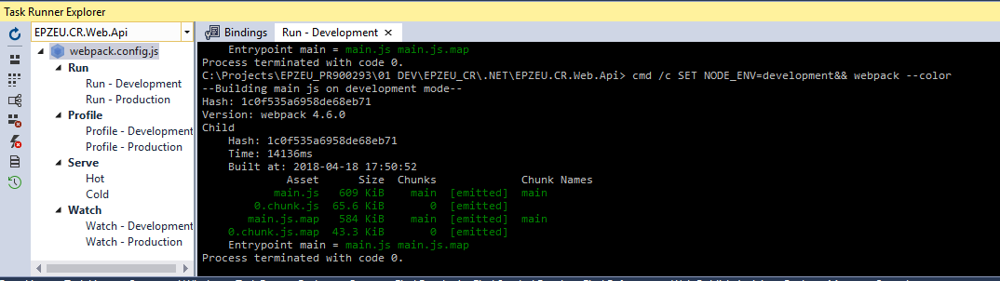 Task Runner Explorer
EPZEU.CR.Web.Api
webpack.config.js
Run
Run - Development
Run - Production
Profile
Profile - Development
Profile - Production
Serve
Hot
Cold
Watch
Watch - Development
Watch - Production
Bindings
Run - Development
Entrypoint main = main.js main.js.map
Process terminated with code 0.
C:\Projects\EPZEU_PR900293\01 DEV\EPZEU_CR\.NET\EPZEU.CR.Web.Api> cmd /c SET NODE_ENV=development&& webpack --color
--Building main js on development mode--
Hash: 1c0f535a6958de68eb71
Version: webpack 4.6.0
Child
Hash: 1c0f535a6958de68eb71
Time: 14136ms
Built at: 2018-04-18 17:50:52
Asset Size Chunks Chunk Names
main.js 609 KiB main [emitted] main
0.chunk.js 65.6 KiB 0 [emitted]
main.js.map 584 KiB main [emitted] main
0.chunk.js.map 43.3 KiB 0 [emitted]
Entrypoint main = main.js main.js.map
Process terminated with code 0.